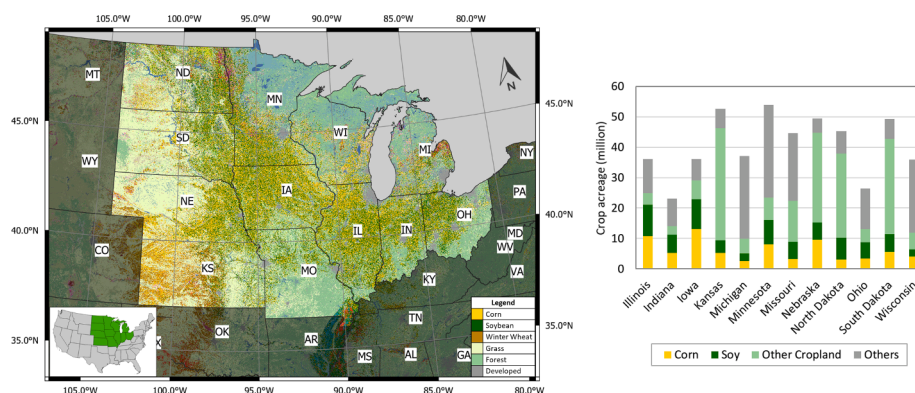 105.0°W 100.0°W 95.0°W 90.0°W 85.0°W 80.0°W
MT ND MN
45.0°N 45.0°N
SD WI MI NY
WY
NE IA PA
OH
40.0°N IL IN 40.0°N
CO MD
WV
KS MO VA
KY
TN
OK AR
35.0°N MS AL GA 35.0°N
X
N
Legend
Corn
Soybean
Winter Wheat
Grass
Forest
Developed
105.0°W 100.0°W 95.0°W 90.0°W 85.0°W 80.0°W
Crop acreage (million)
60
50
40
30
20
10
0
Illinois
Indiana
Iowa
Kansas
Michigan
Minnesota
Missouri
Nebraska
North Dakota
Ohio
South Dakota
Wisconsin
Corn Soy Other Cropland Others